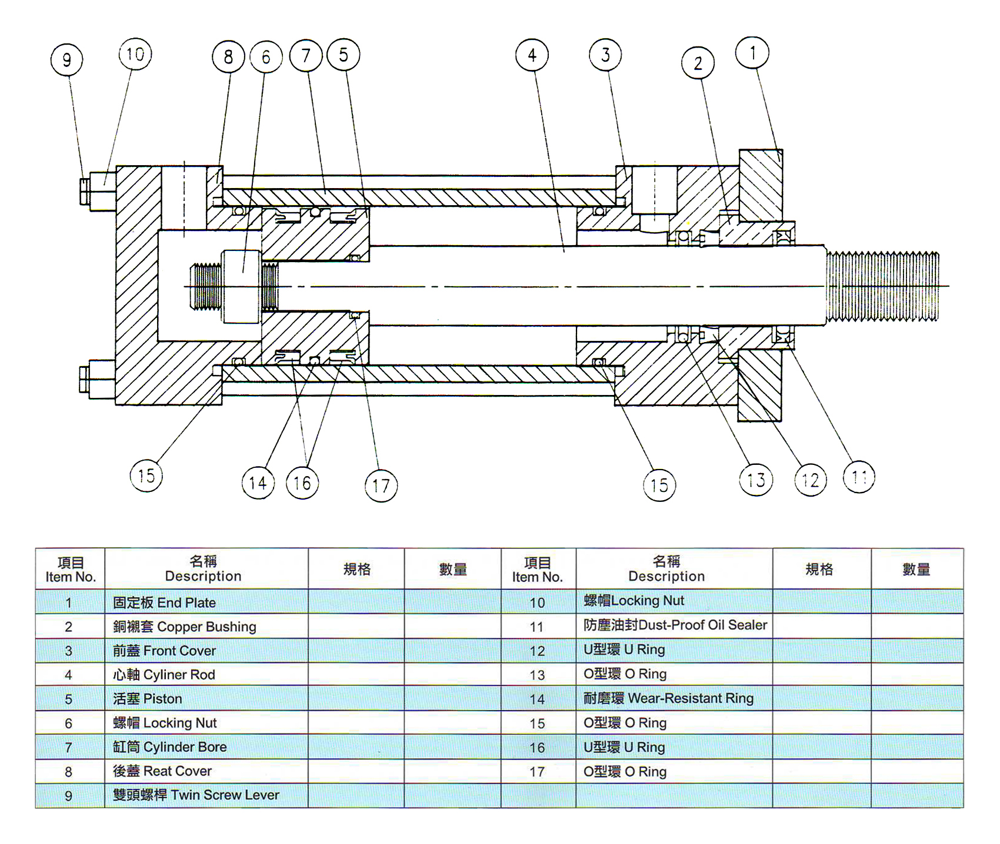 9
10
8
6
7
5
4
3
2
1
15
14
16
17
15
13
12
11
項目 名稱 規格 數量 項目 名稱 規格 數量
Item No. Description Item No. Description
1 固定板 End Plate 10 螺帽Locking Nut
2 銅襯套 Copper Bushing 11 防塵油封Dust-Proof Oil Sealer
3 前蓋 Front Cover 12 U型環 U Ring
4 心軸 Cyliner Rod 13 O型環 O Ring
5 活塞 Piston 14 耐磨環 Wear-Resistant Ring
6 螺帽 Locking Nut 15 O型環 O Ring
7 缸筒 Cylinder Bore 16 U型環 U Ring
8 後蓋 Reat Cover 17 O型環 O Ring
9 雙頭螺桿 Twin Screw Lever